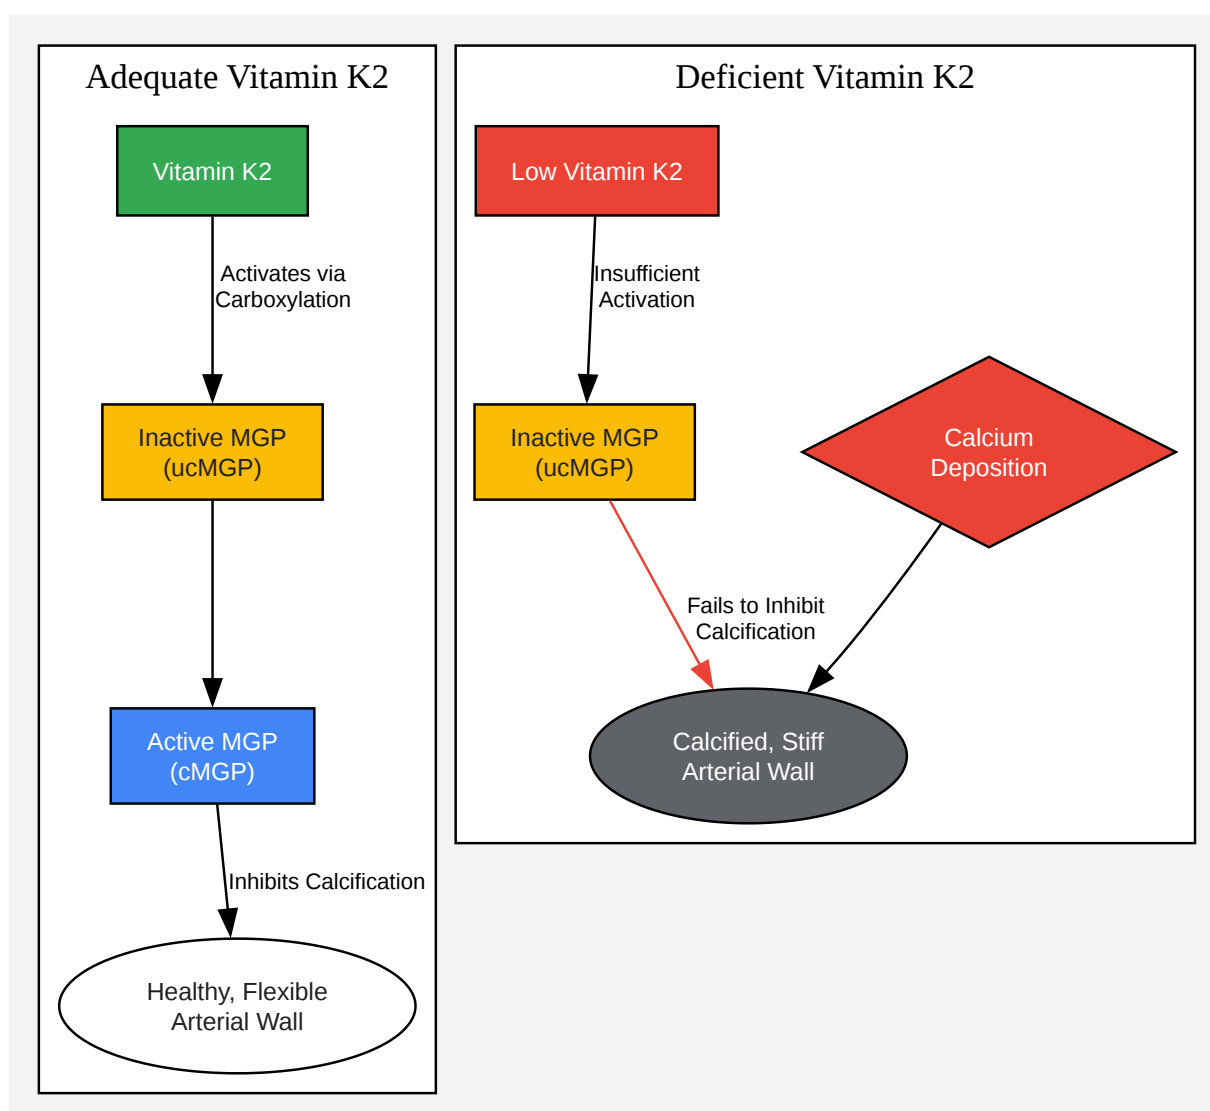 Adequate Vitamin K2
Vitamin K2
Activates via
Carboxylation
Inactive MGP
(ucMGP)
Active MGP
(cMGP)
Inhibits Calcification
Healthy, Flexible
Arterial Wall
Deficient Vitamin K2
Low Vitamin K2
Insufficient
Activation
Inactive MGP
(ucMGP)
Calcium
Deposition
Fails to Inhibit
Calcification
Calcified, Stiff
Arterial Wall